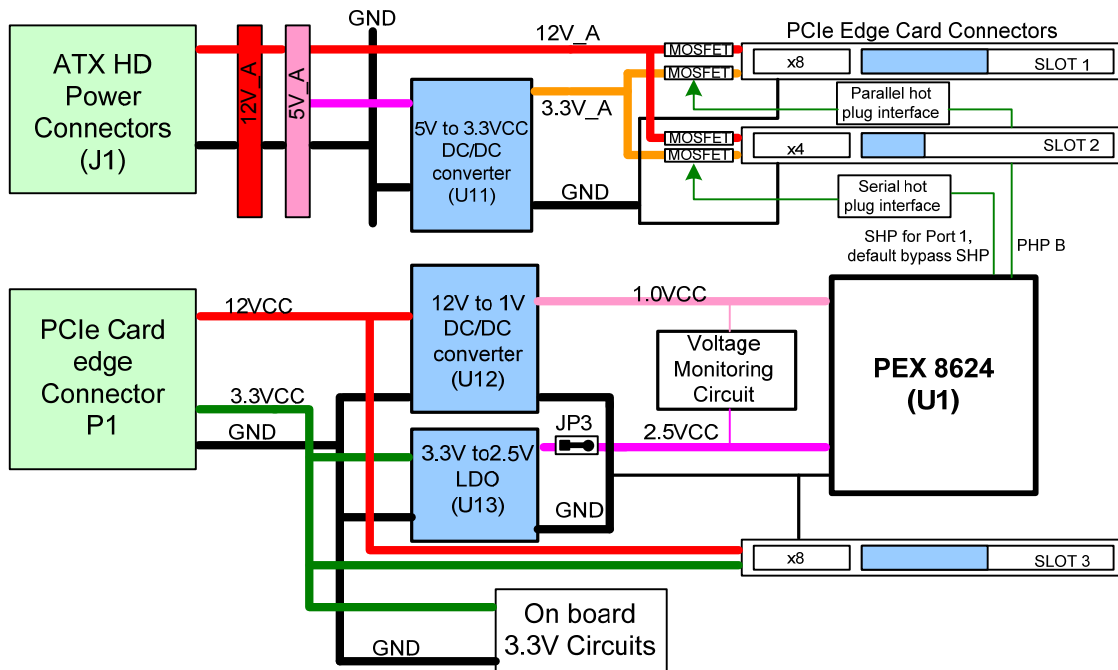 GND
ATX HD
Power
Connectors
(J1)
12V_A
5V_A
12V_A
3.3V_A
5V to 3.3VCC
DC/DC
converter
(U11)
GND
MOSFET
MOSFET
MOSFET
MOSFET
PCIe Edge Card Connectors
x8
SLOT 1
Parallel hot
plug interface
x4
SLOT 2
Serial hot
plug interface
SHP for Port 1,
default bypass SHP
PHP B
PCIe Card
edge
Connector
P1
12VCC
3.3VCC
GND
12V to 1V
DC/DC
converter
(U12)
1.0VCC
Voltage
Monitoring
Circuit
PEX 8624
(U1)
JP3
2.5VCC
3.3V to2.5V
LDO
(U13)
GND
x8
SLOT 3
On board
3.3V Circuits
GND